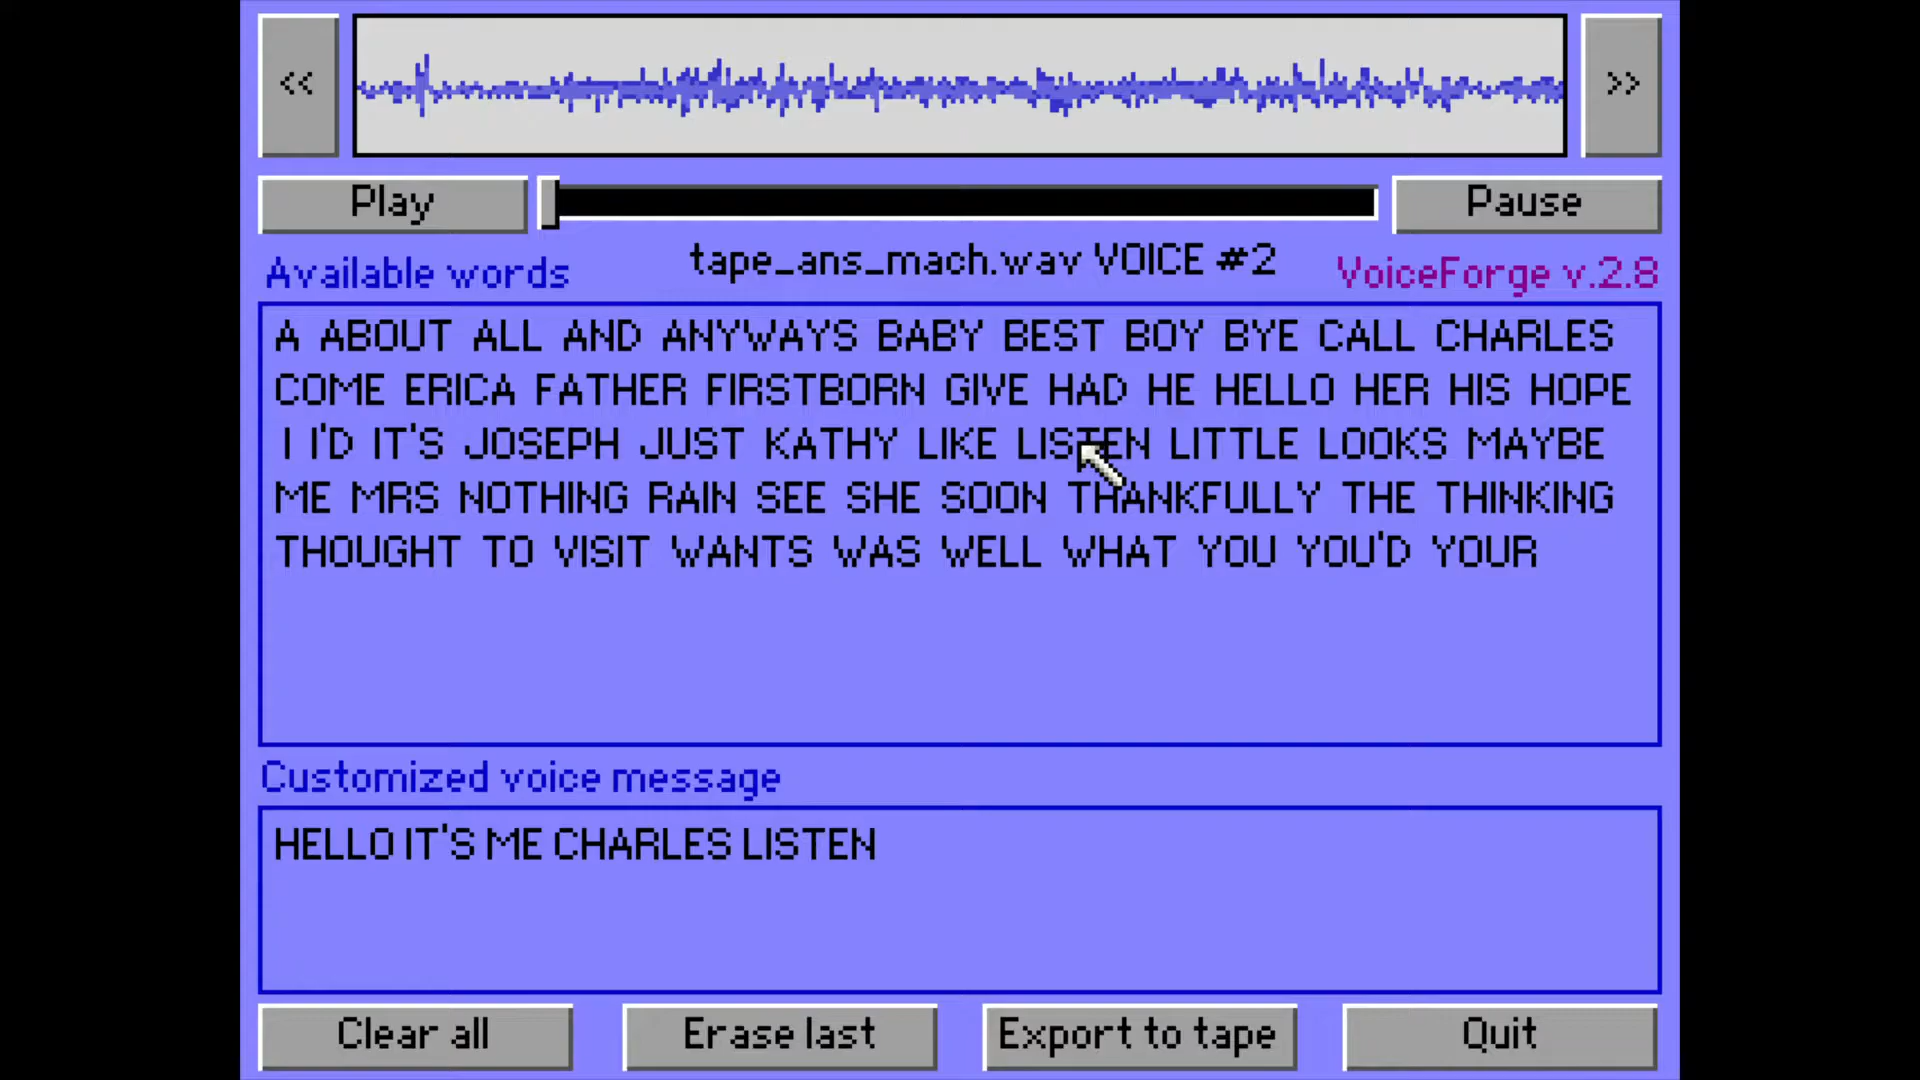 << >>
Play Pause
tape_ans_mach.wav VOICE #2
Available words VoiceForge v.2.8
A ABOUT ALL AND ANYWAYS BABY BEST BOY BYE CALL CHARLES
COME ERICA FATHER FIRSTBORN GIVE HAD HE HELLO HER HIS HOPE
I I'D IT'S JOSEPH JUST KATHY LIKE LISTEN LITTLE LOOKS MAYBE
ME MRS NOTHING RAIN SEE SHE SOON THANKFULLY THE THINKING
THOUGHT TO VISIT WANTS WAS WELL WHAT YOU YOU'D YOUR
Customized voice message
HELLO IT'S ME CHARLES LISTEN
Clear all Erase last Export to tape Quit